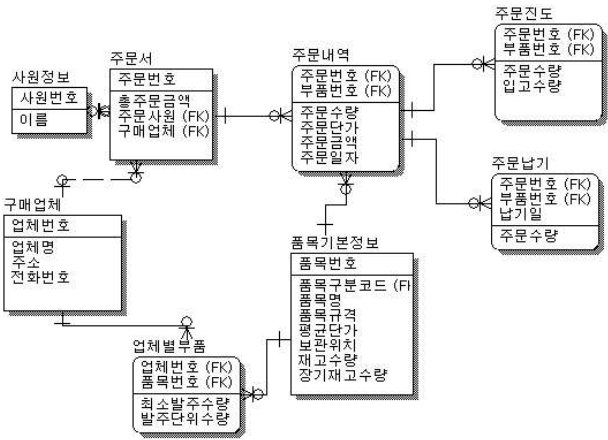 사원정보
사원번호
이름
주문서
주문번호
총주문금액
주문사원 (FK)
구매업체 (FK)
주문내역
주문번호 (FK)
부품번호 (FK)
주문수량
주문단가
주문금액
주문일자
주문진도
주문번호 (FK)
부품번호 (FK)
주문수량
입고수량
주문납기
주문번호 (FK)
부품번호 (FK)
납기일
주문수량
구매업체
업체번호
업체명
주소
전화번호
품목기본정보
품목번호
품목구분코드 (FK
품목명
품목규격
평균단가
보관위치
재고수량
장기재고수량
업체별부품
업체번호 (FK)
품목번호 (FK)
최소발주수량
발주단위수량